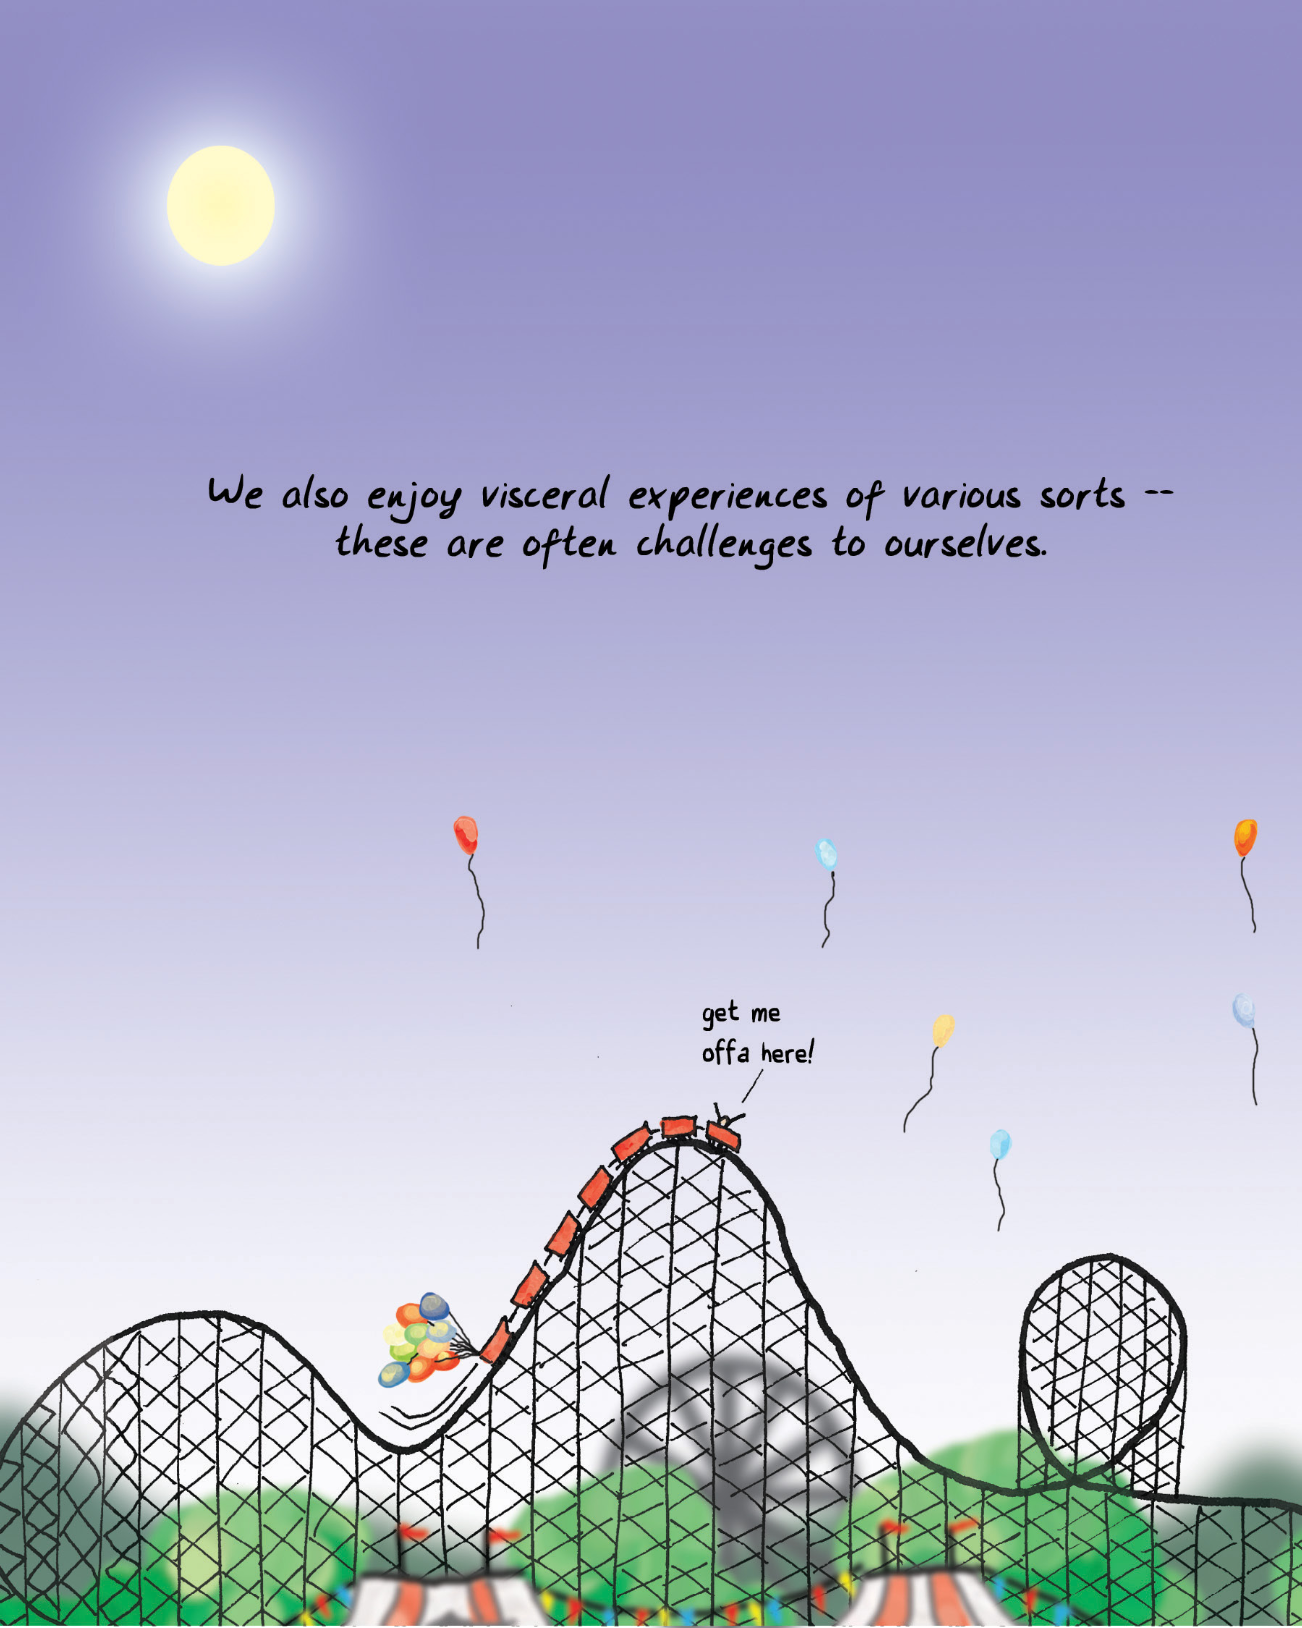 We also enjoy visceral experiences of various sorts --
these are often challenges to ourselves.
get me
offa here!